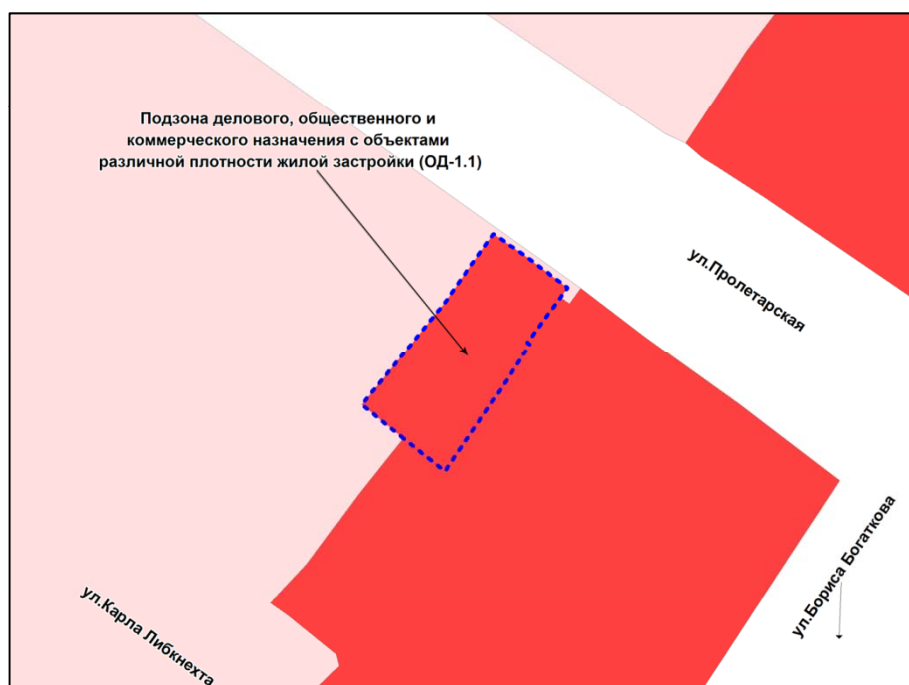 Подзона делового, общественного и
коммерческого назначения с объектами
различной плотности жилой застройки (ОД-1.1)
ул.Пролетарская
ул.Бориса Богаткова
ул.Карла Либкнехта